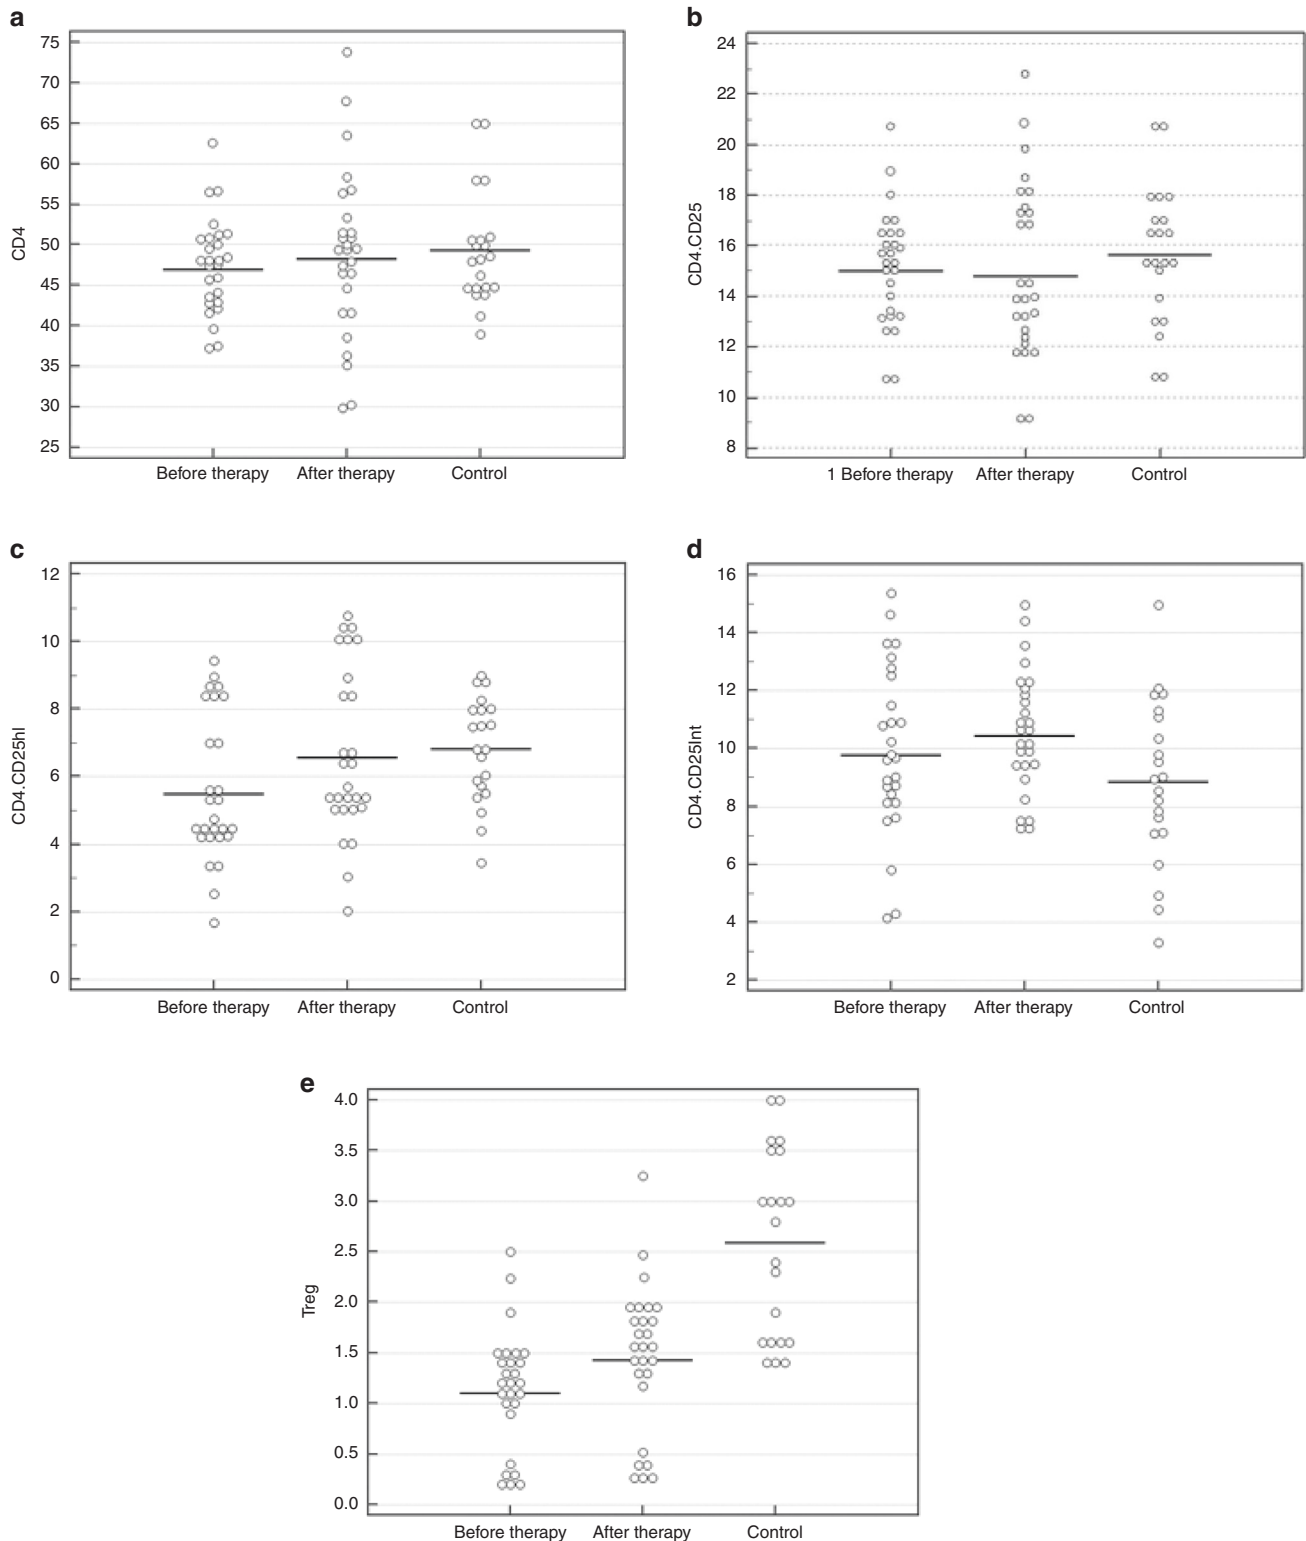 a
75
70
65
60
55
50
45
40
35
30
25
CD4
Before therapy After therapy Control
b
24
22
20
18
16
14
12
10
8
CD4.CD25
1 Before therapy After therapy Control
c
12
10
8
6
4
2
0
CD4.CD25hl
Before therapy After therapy Control
d
16
14
12
10
8
6
4
2
CD4.CD25Int
Before therapy After therapy Control
e
4.0
3.5
3.0
2.5
2.0
1.5
1.0
0.5
0.0
Treg
Before therapy After therapy Control